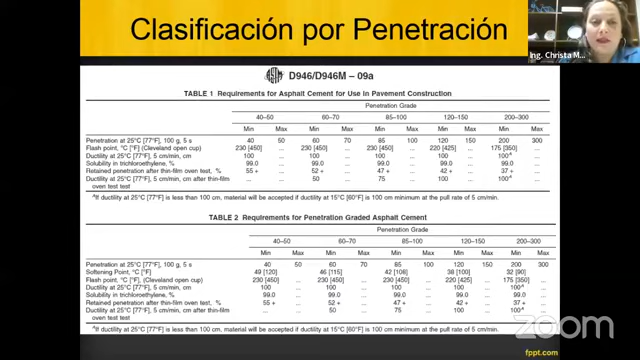 Clasificación por Penetración
Ing. Christa M...
ASTM D946/D946M – 09a
TABLE 1 Requirements for Asphalt Cement for Use in Pavement Construction
Penetration Grade
40–50 60–70 85–100 120–150 200–300
Min Max Min Max Min Max Min Max Min Max
Penetration at 25°C [77°F], 100 g, 5 s 40 50 60 70 85 100 120 150 200 300
Flash point, °C [°F] (Cleveland open cup) 230 [450] ... 230 [450] ... 230 [450] ... 220 [425] ... 175 [350] ...
Ductility at 25°C [77°F], 5 cm/min, cm 100 ... 100 ... 100 ... 100 ... 100ᴬ ...
Solubility in trichloroethylene, % 99.0 ... 99.0 ... 99.0 ... 99.0 ... 99.0 ...
Retained penetration after thin-film oven test, % 55 + ... 52 + ... 47 + ... 42 + ... 37 + ...
Ductility at 25°C [77°F], 5 cm/min, cm after thin-film ... ... 50 ... 75 ... 100 ... 100ᴬ ...
oven test test
ᴬIf ductility at 25°C [77°F] is less than 100 cm, material will be accepted if ductility at 15°C [60°F] is 100 cm minimum at the pull rate of 5 cm/min.
TABLE 2 Requirements for Penetration Graded Asphalt Cement
Penetration Grade
40–50 60–70 85–100 120–150 200–300
Min Max Min Max Min Max Min Max Min Max
Penetration at 25°C [77°F], 100 g, 5 s 40 50 60 70 85 100 120 150 200 300
Softening Point, °C [°F] 49 [120] 46 [115] 42 [108] 38 [100] 32 [90]
Flash point, °C [°F] (Cleveland open cup) 230 [450] ... 230 [450] ... 230 [450] ... 220 [425] ... 175 [350] ...
Ductility at 25°C [77°F], 5 cm/min, cm 100 ... 100 ... 100 ... 100 ... 100ᴬ ...
Solubility in trichloroethylene, % 99.0 ... 99.0 ... 99.0 ... 99.0 ... 99.0 ...
Retained penetration after thin-film oven test, % 55 + ... 52 + ... 47 + ... 42 + ... 37 + ...
Ductility at 25°C [77°F], 5 cm/min, cm after thin-film ... ... 50 ... 75 ... 100 ... 100ᴬ ...
oven test test
ᴬIf ductility at 25°C [77°F] is less than 100 cm, material will be accepted if ductility at 15°C [60°F] is 100 cm minimum at the pull rate of 5 cm/min.
zoom
fppt.com